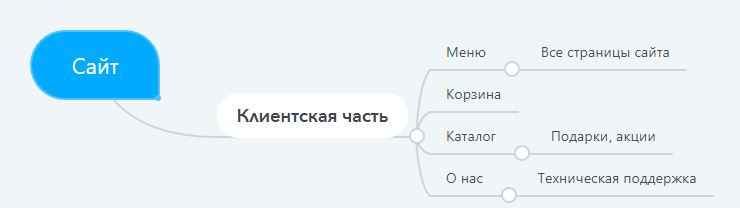 Сайт
Клиентская часть
Меню
Все страницы сайта
Корзина
Каталог
Подарки, акции
О нас
Техническая поддержка